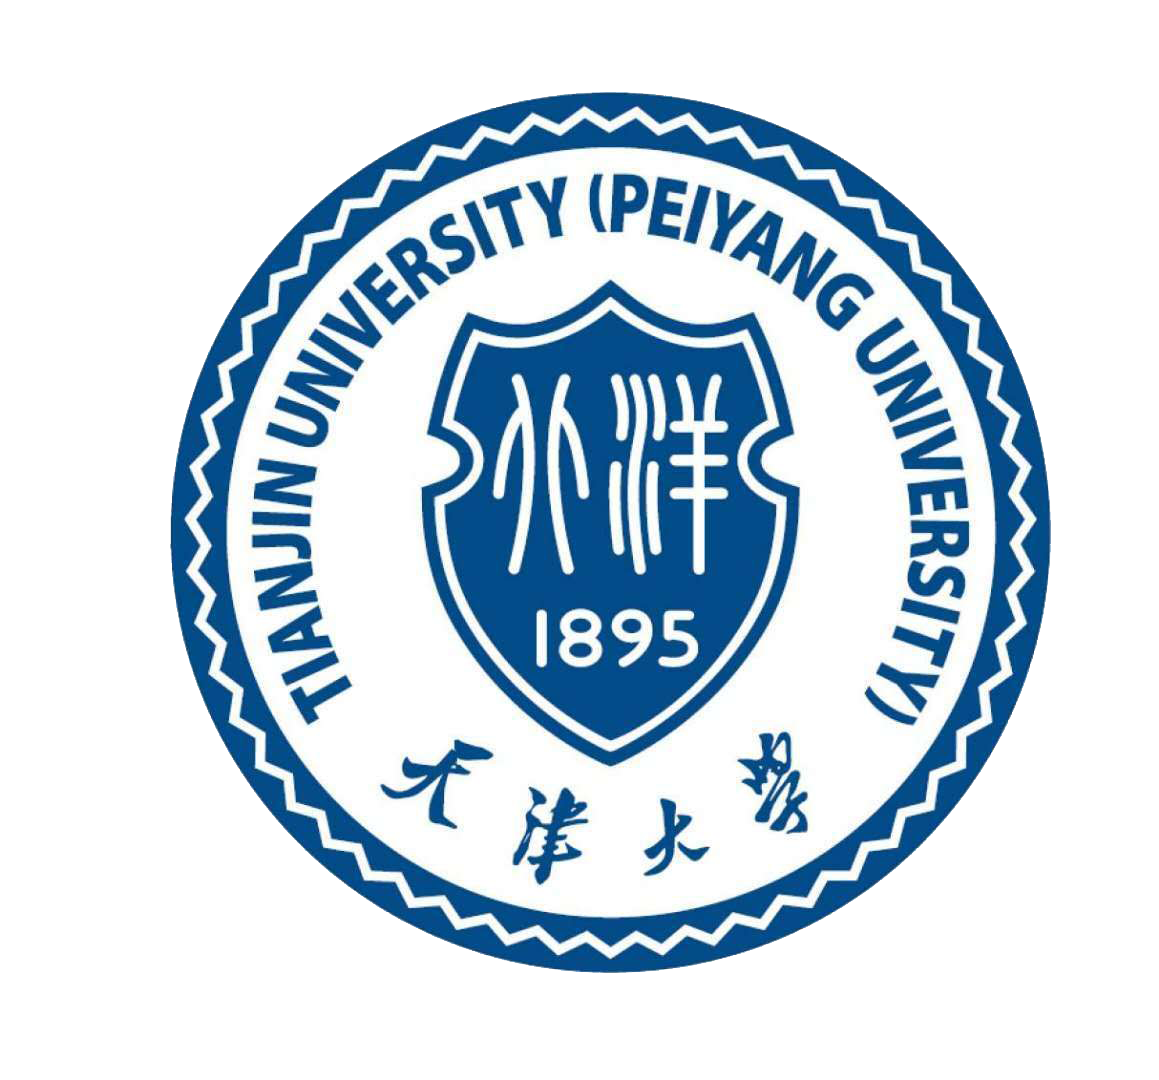 TIANJIN UNIVERSITY (PEIYANG UNIVERSITY)
北洋
1895
天津大學